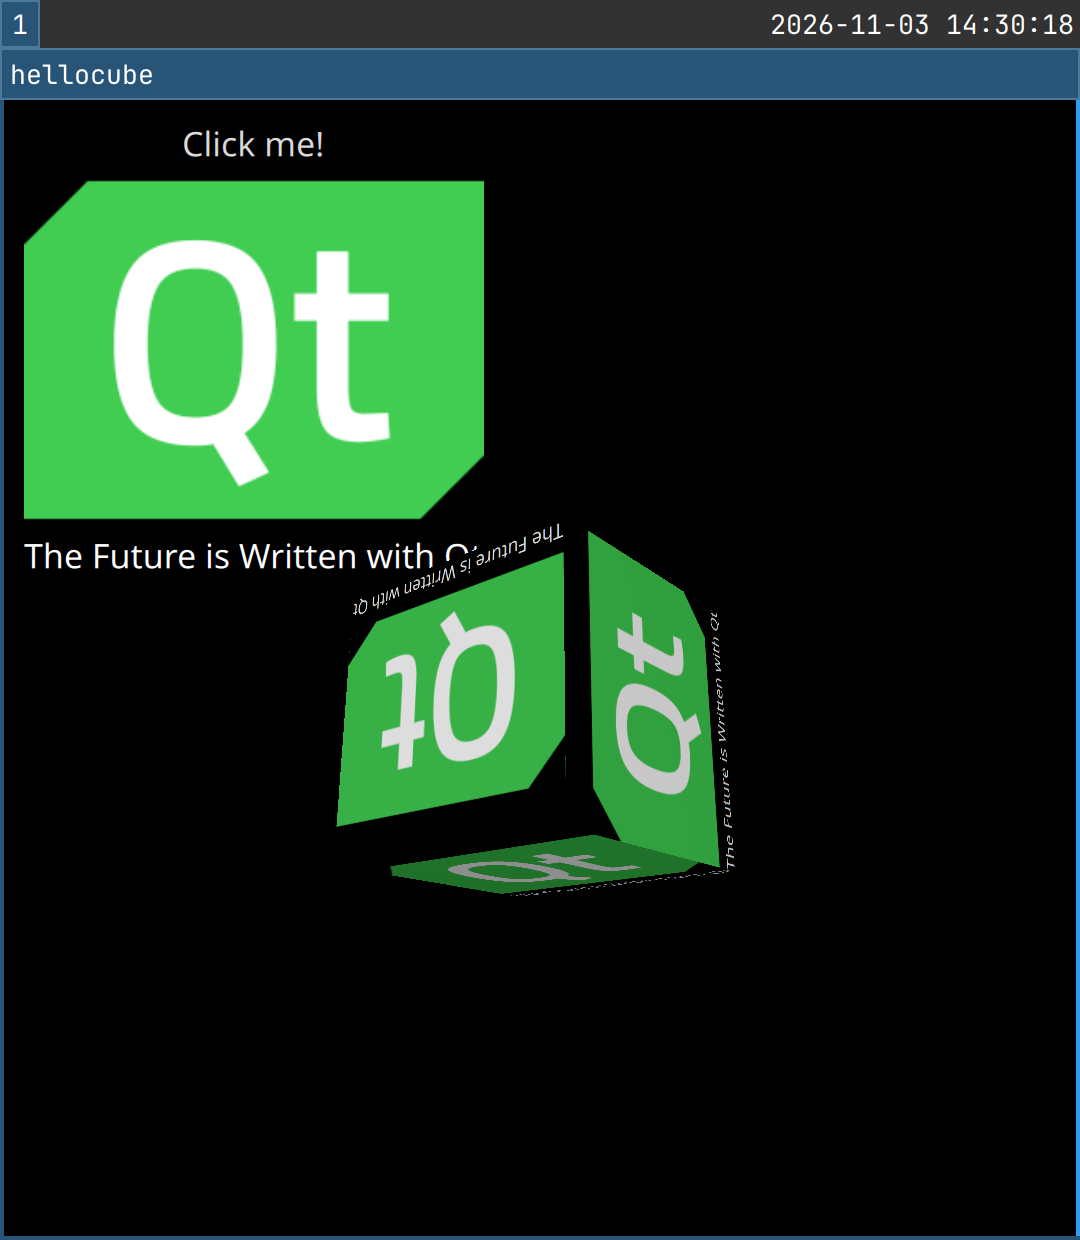 1
2026-11-03 14:30:18
hellocube
Click me!
Qt
The Future is Written with
The Future is Written with Qt
Qt
Qt
The Future is Written with Qt
Qt